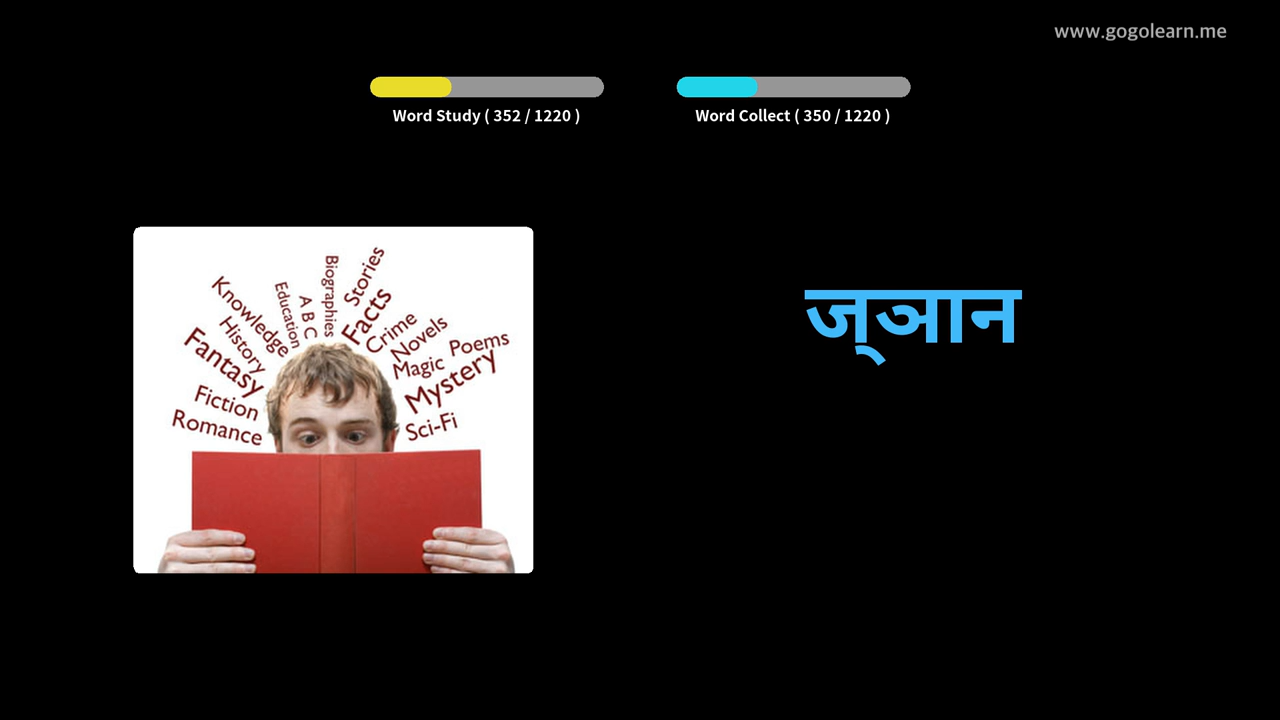 www.gogolearn.me
Word Study ( 352 / 1220 )
Word Collect ( 350 / 1220 )
Biographies
Stories
Education
A B C
Facts
Knowledge
Crime
History
Novels
Fantasy
Magic
Poems
Mystery
Fiction
Romance
Sci-Fi
ज्‌ञान